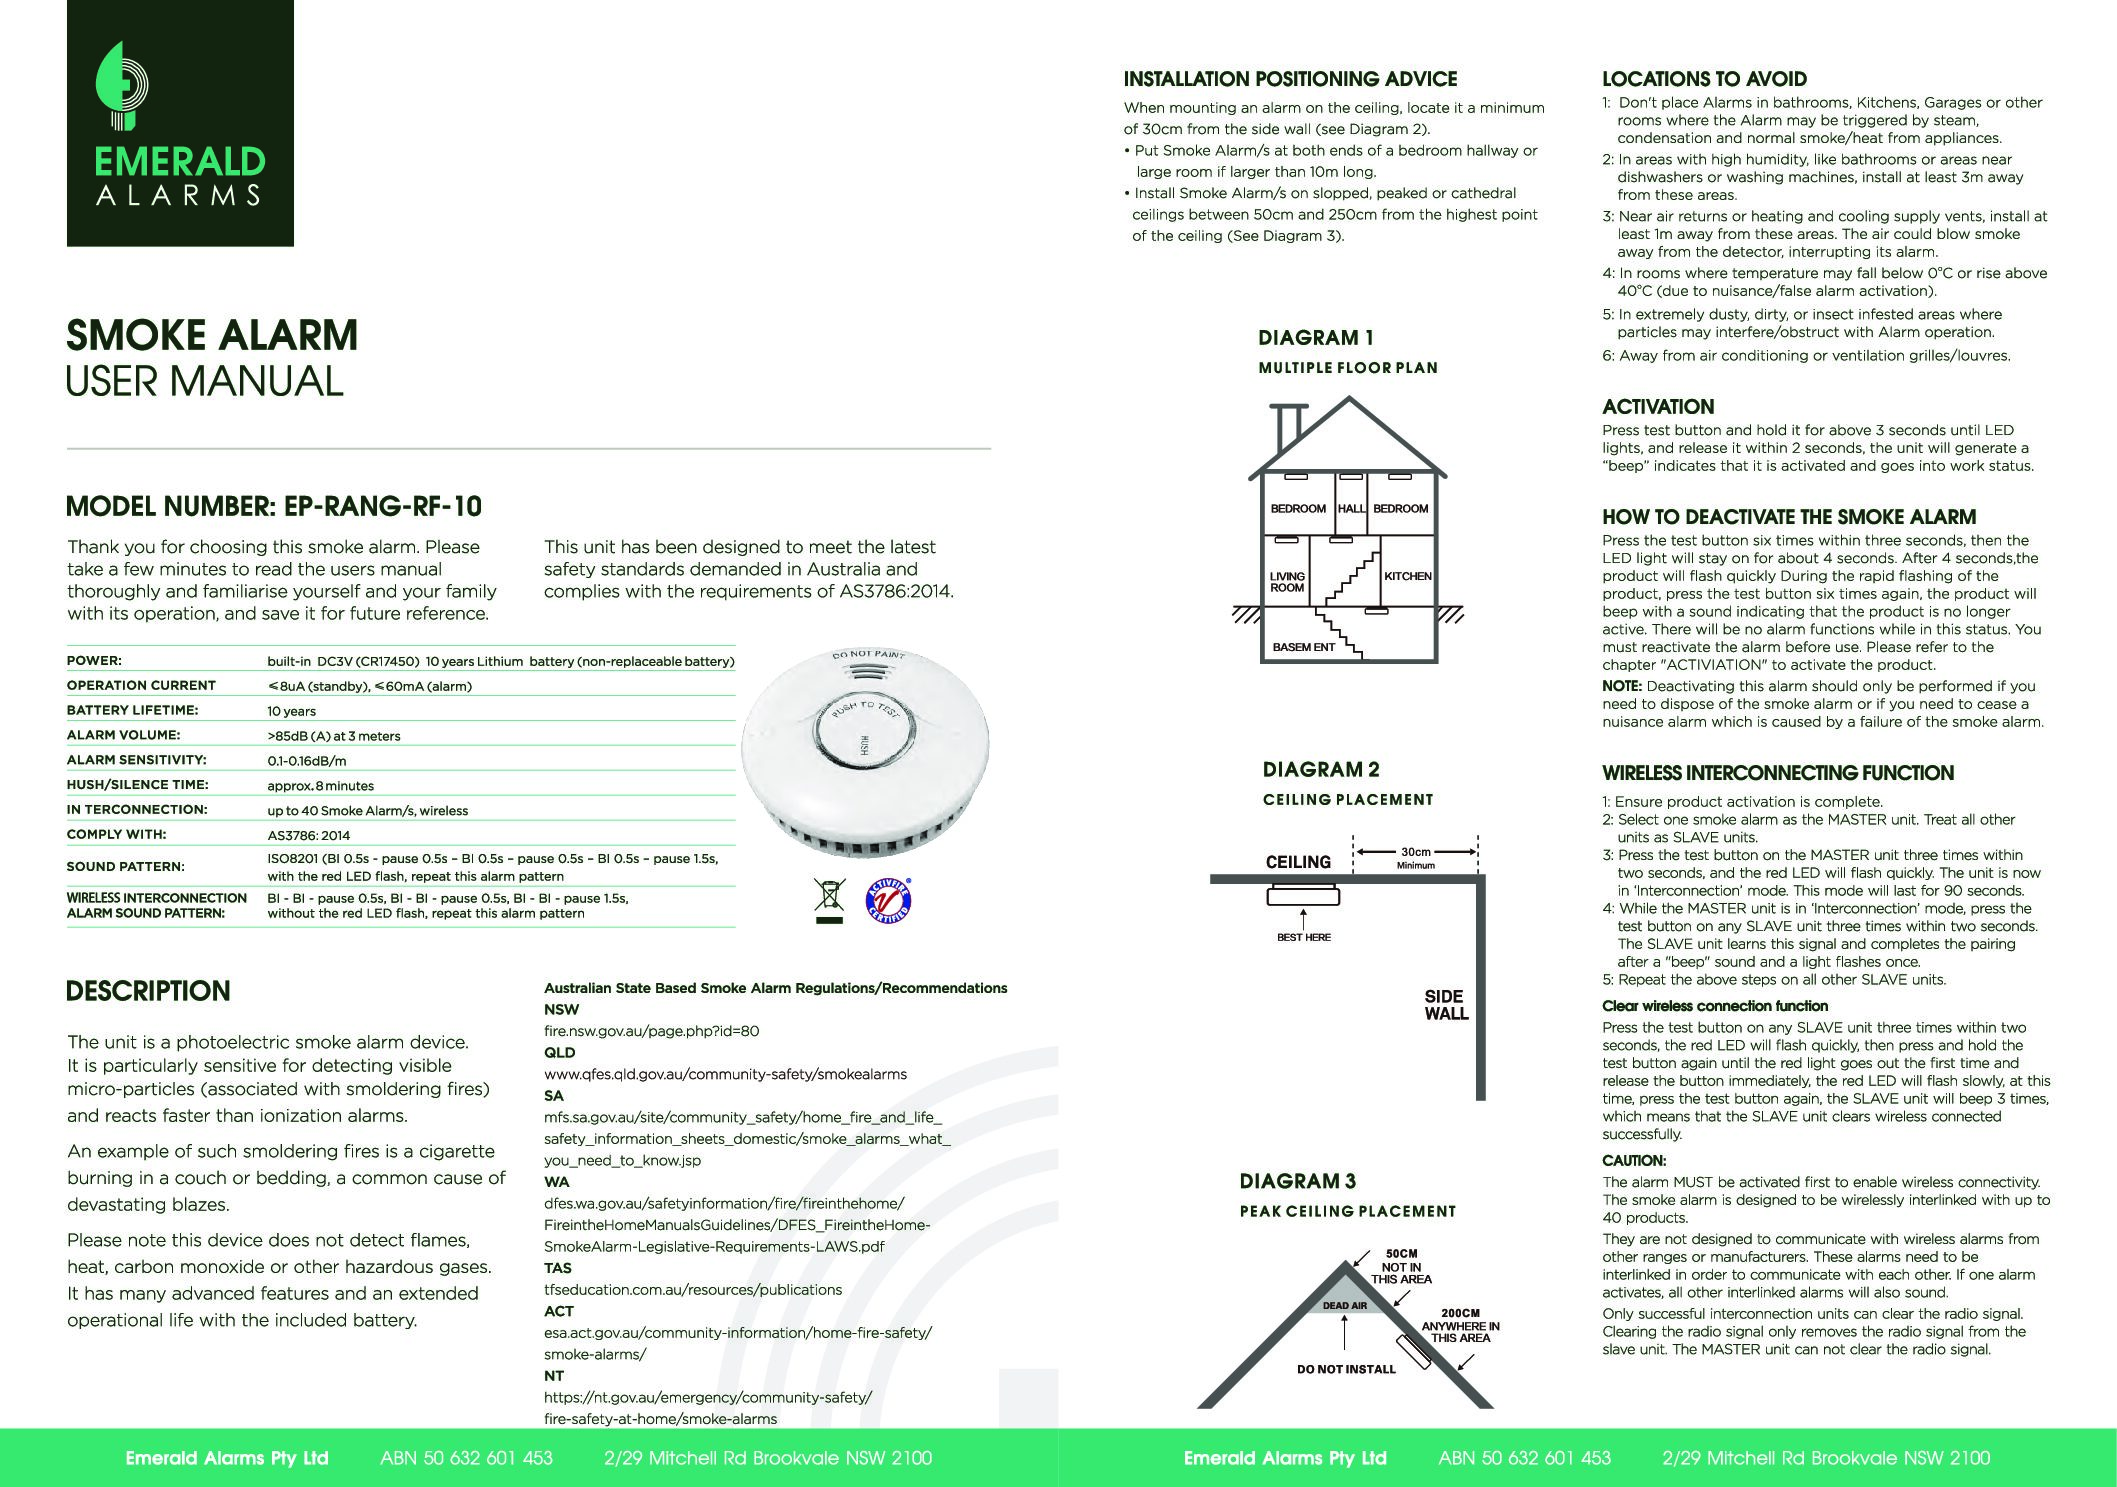 EMERALD
ALARMS
SMOKE ALARM
USER MANUAL
MODEL NUMBER: EP-RANG-RF-10
Thank you for choosing this smoke alarm. Please
take a few minutes to read the users manual
thoroughly and familiarise yourself and your family
with its operation, and save it for future reference.
This unit has been designed to meet the latest
safety standards demanded in Australia and
complies with the requirements of AS3786:2014.
POWER: built-in DC3V (CR17450) 10 years Lithium battery (non-replaceable battery)
OPERATION CURRENT ⩽8uA (standby), ⩽60mA (alarm)
BATTERY LIFETIME: 10 years
ALARM VOLUME: >85dB (A) at 3 meters
ALARM SENSITIVITY: 0.1-0.16dB/m
HUSH/SILENCE TIME: approx. 8 minutes
IN TERCONNECTION: up to 40 Smoke Alarm/s, wireless
COMPLY WITH: AS3786: 2014
SOUND PATTERN: ISO8201 (BI 0.5s - pause 0.5s – BI 0.5s – pause 0.5s – BI 0.5s – pause 1.5s,
with the red LED flash, repeat this alarm pattern
WIRELESS INTERCONNECTION BI - BI - pause 0.5s, BI - BI - pause 0.5s, BI - BI - pause 1.5s,
ALARM SOUND PATTERN: without the red LED flash, repeat this alarm pattern
DO NOT PAINT
PUSH TO TEST
HUSH
ACTIVFIRE
CERTIFIED
DESCRIPTION
The unit is a photoelectric smoke alarm device.
It is particularly sensitive for detecting visible
micro-particles (associated with smoldering fires)
and reacts faster than ionization alarms.
An example of such smoldering fires is a cigarette
burning in a couch or bedding, a common cause of
devastating blazes.
Please note this device does not detect flames,
heat, carbon monoxide or other hazardous gases.
It has many advanced features and an extended
operational life with the included battery.
Australian State Based Smoke Alarm Regulations/Recommendations
NSW
fire.nsw.gov.au/page.php?id=80
QLD
www.qfes.qld.gov.au/community-safety/smokealarms
SA
mfs.sa.gov.au/site/community_safety/home_fire_and_life_
safety_information_sheets_domestic/smoke_alarms_what_
you_need_to_know.jsp
WA
dfes.wa.gov.au/safetyinformation/fire/fireinthehome/
FireintheHomeManualsGuidelines/DFES_FireintheHome-
SmokeAlarm-Legislative-Requirements-LAWS.pdf
TAS
tfseducation.com.au/resources/publications
ACT
esa.act.gov.au/community-information/home-fire-safety/
smoke-alarms/
NT
https://nt.gov.au/emergency/community-safety/
fire-safety-at-home/smoke-alarms
Emerald Alarms Pty Ltd ABN 50 632 601 453 2/29 Mitchell Rd Brookvale NSW 2100
INSTALLATION POSITIONING ADVICE
When mounting an alarm on the ceiling, locate it a minimum
of 30cm from the side wall (see Diagram 2).
• Put Smoke Alarm/s at both ends of a bedroom hallway or
large room if larger than 10m long.
• Install Smoke Alarm/s on slopped, peaked or cathedral
ceilings between 50cm and 250cm from the highest point
of the ceiling (See Diagram 3).
DIAGRAM 1
MULTIPLE FLOOR PLAN
BEDROOM HALL BEDROOM
LIVING
ROOM
KITCHEN
BASEM ENT
DIAGRAM 2
CEILING PLACEMENT
CEILING
30cm
Minimum
BEST HERE
SIDE
WALL
DIAGRAM 3
PEAK CEILING PLACEMENT
50CM
NOT IN
THIS AREA
DEAD AIR
200CM
ANYWHERE IN
THIS AREA
DO NOT INSTALL
LOCATIONS TO AVOID
1: Don't place Alarms in bathrooms, Kitchens, Garages or other
rooms where the Alarm may be triggered by steam,
condensation and normal smoke/heat from appliances.
2: In areas with high humidity, like bathrooms or areas near
dishwashers or washing machines, install at least 3m away
from these areas.
3: Near air returns or heating and cooling supply vents, install at
least 1m away from these areas. The air could blow smoke
away from the detector, interrupting its alarm.
4: In rooms where temperature may fall below 0°C or rise above
40°C (due to nuisance/false alarm activation).
5: In extremely dusty, dirty, or insect infested areas where
particles may interfere/obstruct with Alarm operation.
6: Away from air conditioning or ventilation grilles/louvres.
ACTIVATION
Press test button and hold it for above 3 seconds until LED
lights, and release it within 2 seconds, the unit will generate a
“beep” indicates that it is activated and goes into work status.
HOW TO DEACTIVATE THE SMOKE ALARM
Press the test button six times within three seconds, then the
LED light will stay on for about 4 seconds. After 4 seconds,the
product will flash quickly During the rapid flashing of the
product, press the test button six times again, the product will
beep with a sound indicating that the product is no longer
active. There will be no alarm functions while in this status. You
must reactivate the alarm before use. Please refer to the
chapter "ACTIVIATION" to activate the product.
NOTE: Deactivating this alarm should only be performed if you
need to dispose of the smoke alarm or if you need to cease a
nuisance alarm which is caused by a failure of the smoke alarm.
WIRELESS INTERCONNECTING FUNCTION
1: Ensure product activation is complete.
2: Select one smoke alarm as the MASTER unit. Treat all other
units as SLAVE units.
3: Press the test button on the MASTER unit three times within
two seconds, and the red LED will flash quickly. The unit is now
in ‘Interconnection’ mode. This mode will last for 90 seconds.
4: While the MASTER unit is in ‘Interconnection’ mode, press the
test button on any SLAVE unit three times within two seconds.
The SLAVE unit learns this signal and completes the pairing
after a "beep" sound and a light flashes once.
5: Repeat the above steps on all other SLAVE units.
Clear wireless connection function
Press the test button on any SLAVE unit three times within two
seconds, the red LED will flash quickly, then press and hold the
test button again until the red light goes out the first time and
release the button immediately, the red LED will flash slowly, at this
time, press the test button again, the SLAVE unit will beep 3 times,
which means that the SLAVE unit clears wireless connected
successfully.
CAUTION:
The alarm MUST be activated first to enable wireless connectivity.
The smoke alarm is designed to be wirelessly interlinked with up to
40 products.
They are not designed to communicate with wireless alarms from
other ranges or manufacturers. These alarms need to be
interlinked in order to communicate with each other. If one alarm
activates, all other interlinked alarms will also sound.
Only successful interconnection units can clear the radio signal.
Clearing the radio signal only removes the radio signal from the
slave unit. The MASTER unit can not clear the radio signal.
Emerald Alarms Pty Ltd ABN 50 632 601 453 2/29 Mitchell Rd Brookvale NSW 2100